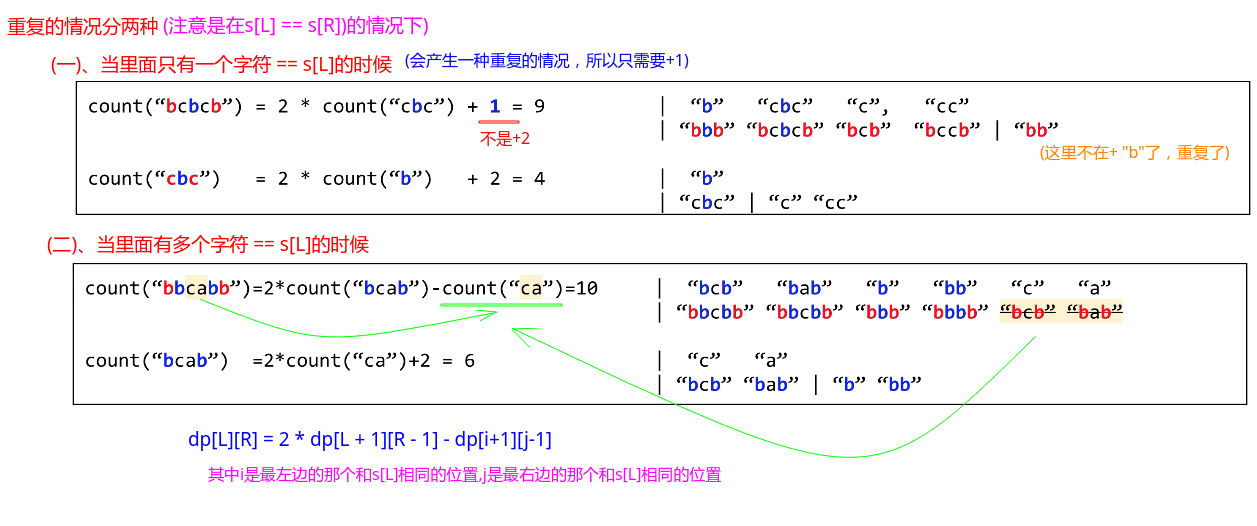 重复的情况分两种 (注意是在s[L] == s[R])的情况下)
(一)、当里面只有一个字符 == s[L]的时候 (会产生一种重复的情况，所以只需要+1)
count(“bcbcb”) = 2 * count(“cbc”) + 1 = 9 | “b” “cbc” “c”, “cc”
不是+2 | “bbb” “bcbcb” “bcb” “bccb” | “bb”
(这里不在+ "b"了，重复了)
count(“cbc”) = 2 * count(“b”) + 2 = 4 | “b”
| “cbc” | “c” “cc”
(二)、当里面有多个字符 == s[L]的时候
count(“bbcabb”)=2*count(“bcab”)-count(“ca”)=10 | “bcb” “bab” “b” “bb” “c” “a”
| “bbcbb” “bbcbb” “bbb” “bbbb” “bcb” “bab”
count(“bcab”) =2*count(“ca”)+2 = 6 | “c” “a”
| “bcb” “bab” | “b” “bb”
dp[L][R] = 2 * dp[L + 1][R - 1] - dp[i+1][j-1]
其中i是最左边的那个和s[L]相同的位置,j是最右边的那个和s[L]相同的位置